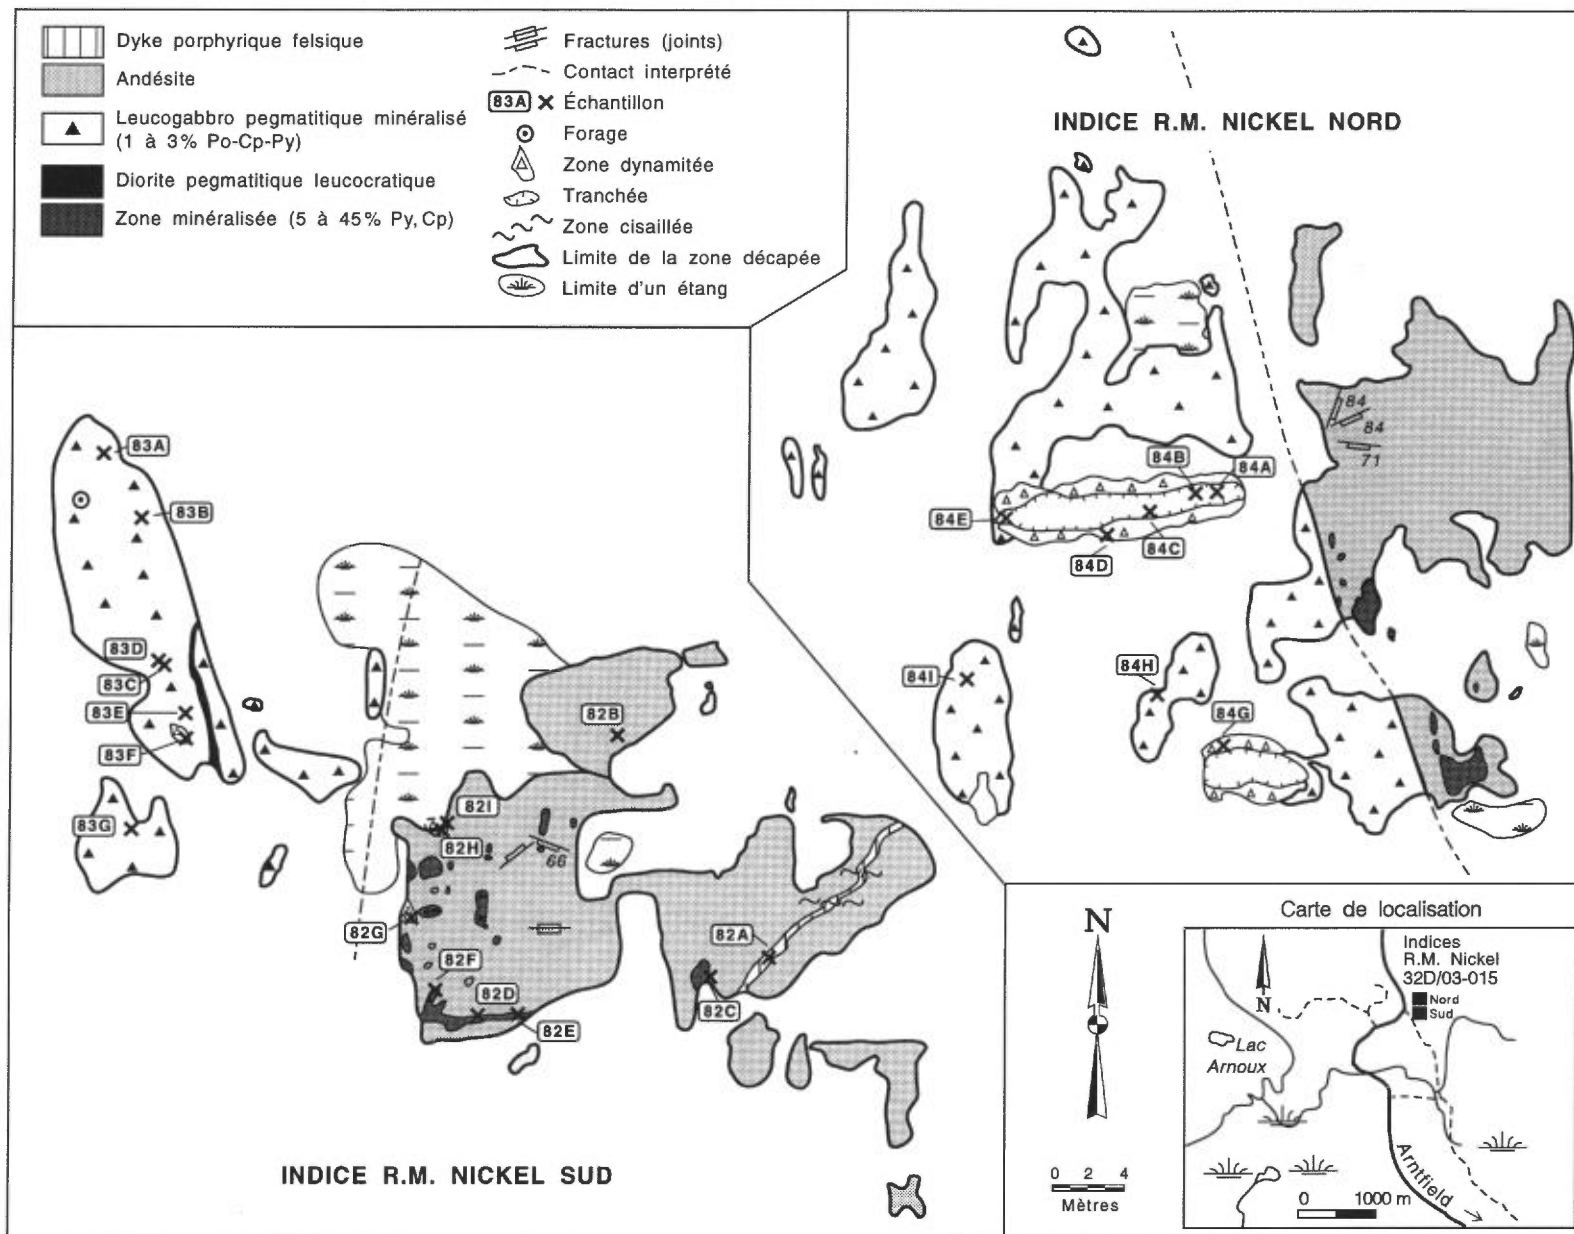 Dyke porphyrique felsique
Andésite
Leucogabbro pegmatitique minéralisé
(1 à 3% Po-Cp-Py)
Diorite pegmatitique leucocratique
Zone minéralisée (5 à 45% Py, Cp)
Fractures (joints)
Contact interprété
83A Échantillon
Forage
Zone dynamitée
Tranchée
Zone cisaillée
Limite de la zone décapée
Limite d'un étang
INDICE R.M. NICKEL NORD
84
84
71
84B
84A
84E
84C
84D
84I
84H
84G
83A
83B
83D
83C
83E
83F
83G
82B
82I
82H
66
82G
82A
82F
82D
82C
82E
INDICE R.M. NICKEL SUD
N
0 2 4
Mètres
Carte de localisation
Indices
R.M. Nickel
32D/03-015
Nord
Sud
N
Lac
Arnoux
Arntfield
0 1000 m